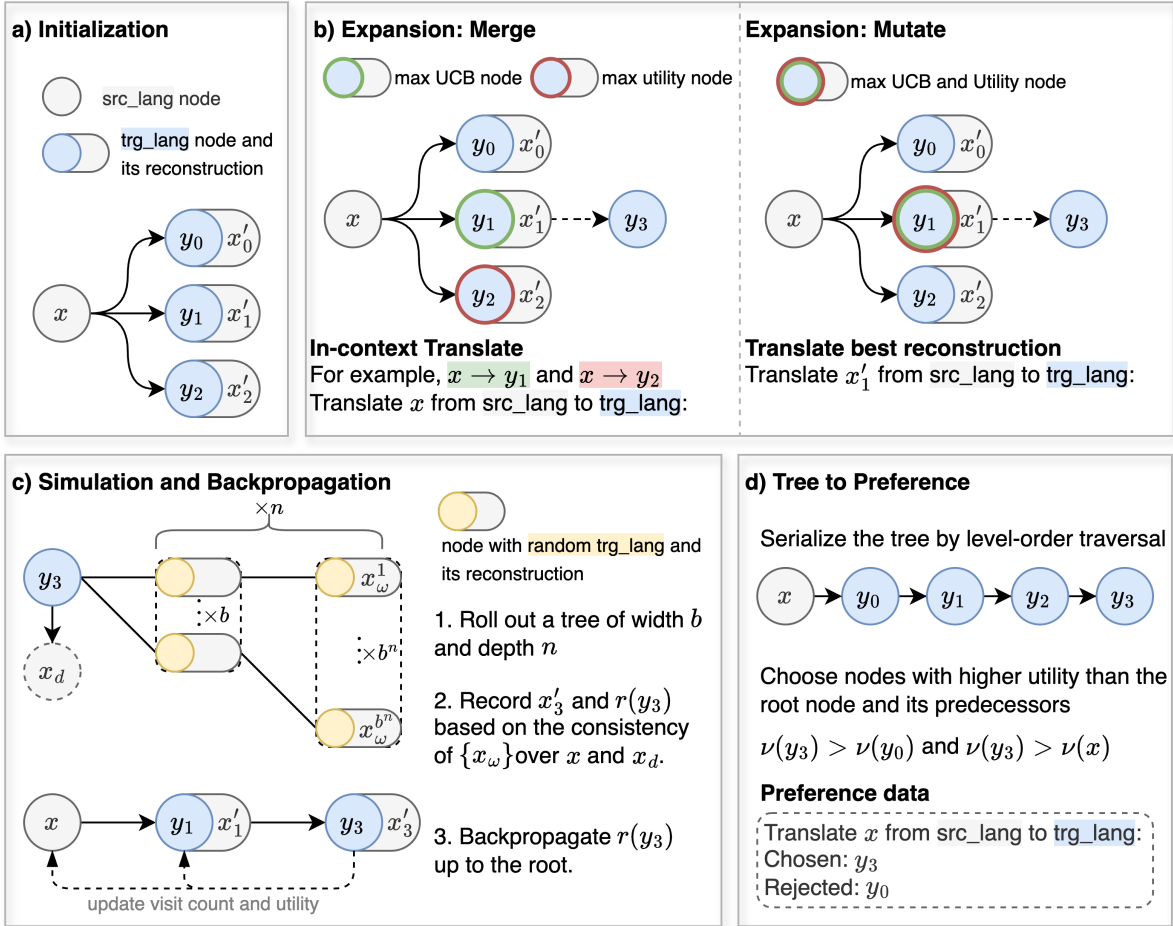 a) Initialization
src_lang node
trg_lang node and
its reconstruction
x
y₀ x′₀
y₁ x′₁
y₂ x′₂
b) Expansion: Merge
max UCB node
max utility node
y₀ x′₀
x
y₁ x′₁
y₃
y₂ x′₂
In-context Translate
For example, x → y₁ and x → y₂
Translate x from src_lang to trg_lang:
Expansion: Mutate
max UCB and Utility node
y₀ x′₀
x
y₁ x′₁
y₃
y₂ x′₂
Translate best reconstruction
Translate x′₁ from src_lang to trg_lang:
c) Simulation and Backpropagation
×n
y₃
x_ω^1
⋮×b
⋮×bⁿ
x_d
x_ω^{bⁿ}
node with random trg_lang and
its reconstruction
1. Roll out a tree of width b
and depth n
2. Record x′₃ and r(y₃)
based on the consistency
of {x_ω} over x and x_d.
3. Backpropagate r(y₃)
up to the root.
x
y₁ x′₁
y₃ x′₃
update visit count and utility
d) Tree to Preference
Serialize the tree by level-order traversal
x y₀ y₁ y₂ y₃
Choose nodes with higher utility than the
root node and its predecessors
ν(y₃) > ν(y₀) and ν(y₃) > ν(x)
Preference data
Translate x from src_lang to trg_lang:
Chosen: y₃
Rejected: y₀